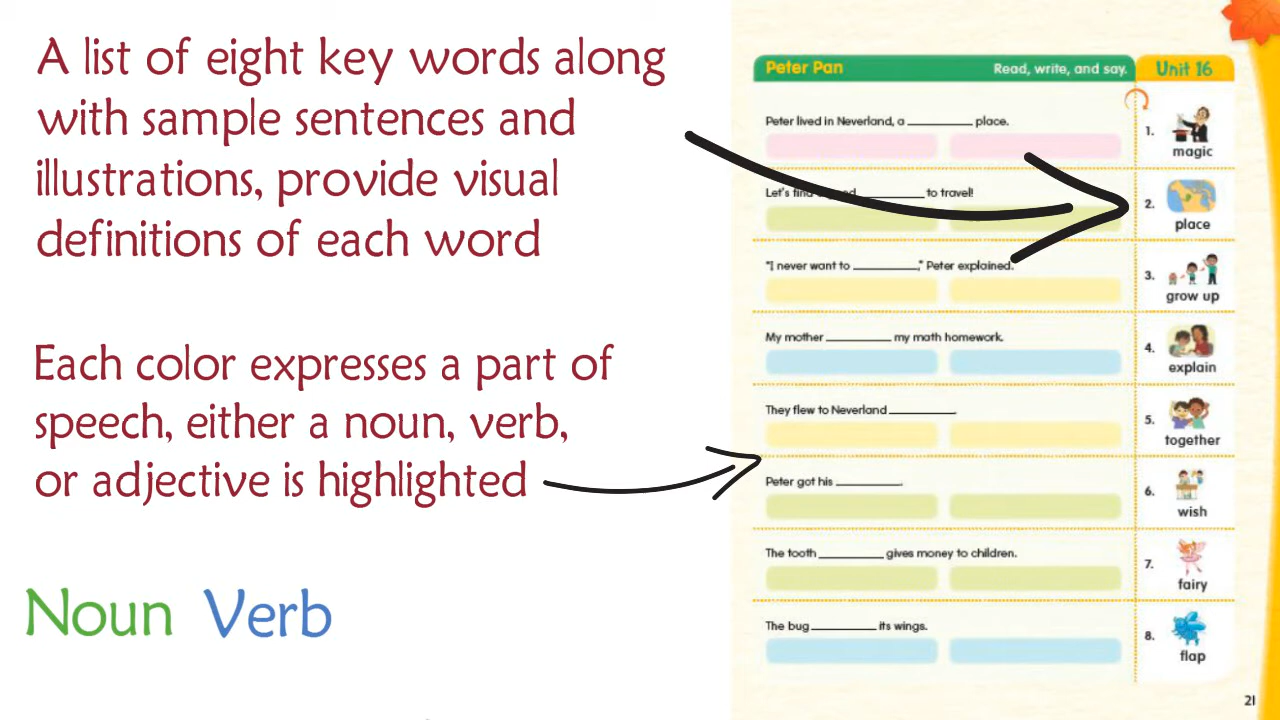 A list of eight key words along
with sample sentences and
illustrations, provide visual
definitions of each word
Each color expresses a part of
speech, either a noun, verb,
or adjective is highlighted
Noun Verb
Peter Pan Read, write, and say. Unit 16
Peter lived in Neverland, a ________ place.
1.
magic
Let's find ________ to travel!
2.
place
"I never want to ________," Peter explained.
3.
grow up
My mother ________ my math homework.
4.
explain
They flew to Neverland ________.
5.
together
Peter got his ________.
6.
wish
The tooth ________ gives money to children.
7.
fairy
The bug ________ its wings.
8.
flap
21